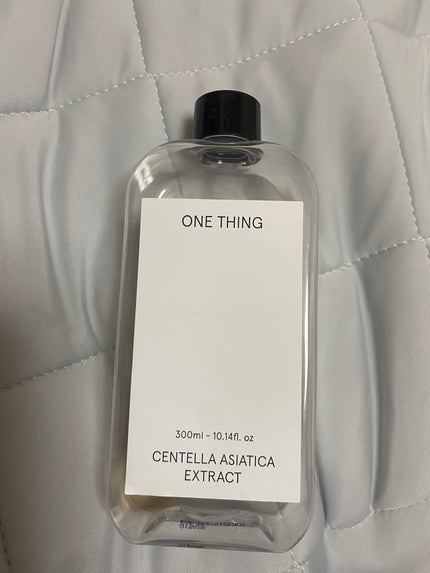 ONE THING
300ml - 10.14fl. oz
CENTELLA ASIATICA
EXTRACT